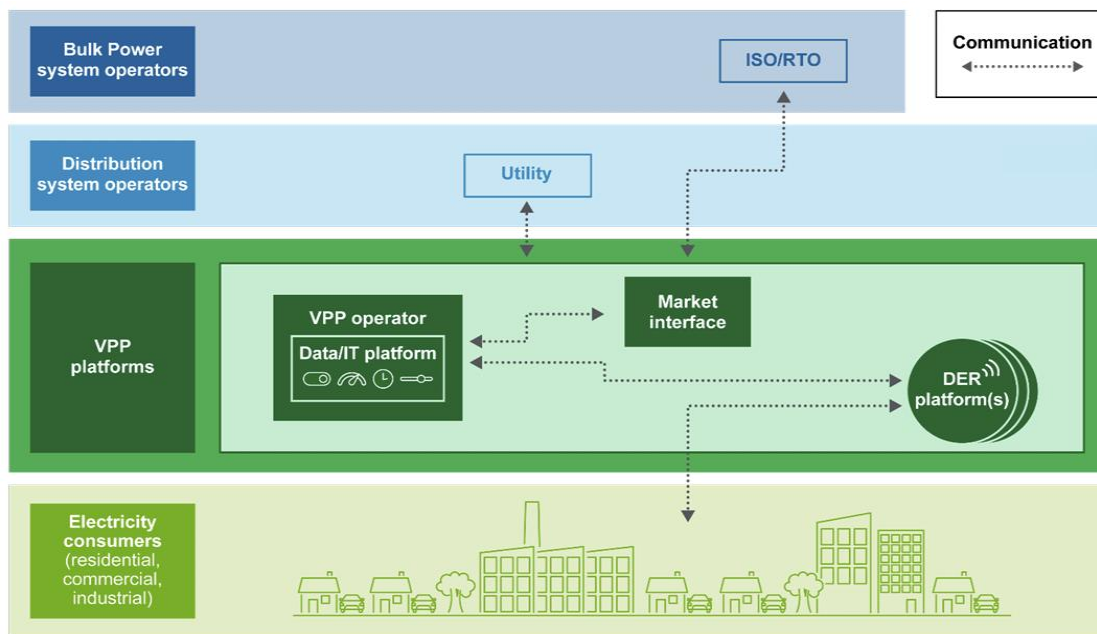 Bulk Power
system operators
ISO/RTO
Communication
Distribution
system operators
Utility
VPP
platforms
VPP operator
Data/IT platform
Market
interface
DER
platform(s)
Electricity
consumers
(residential,
commercial,
industrial)